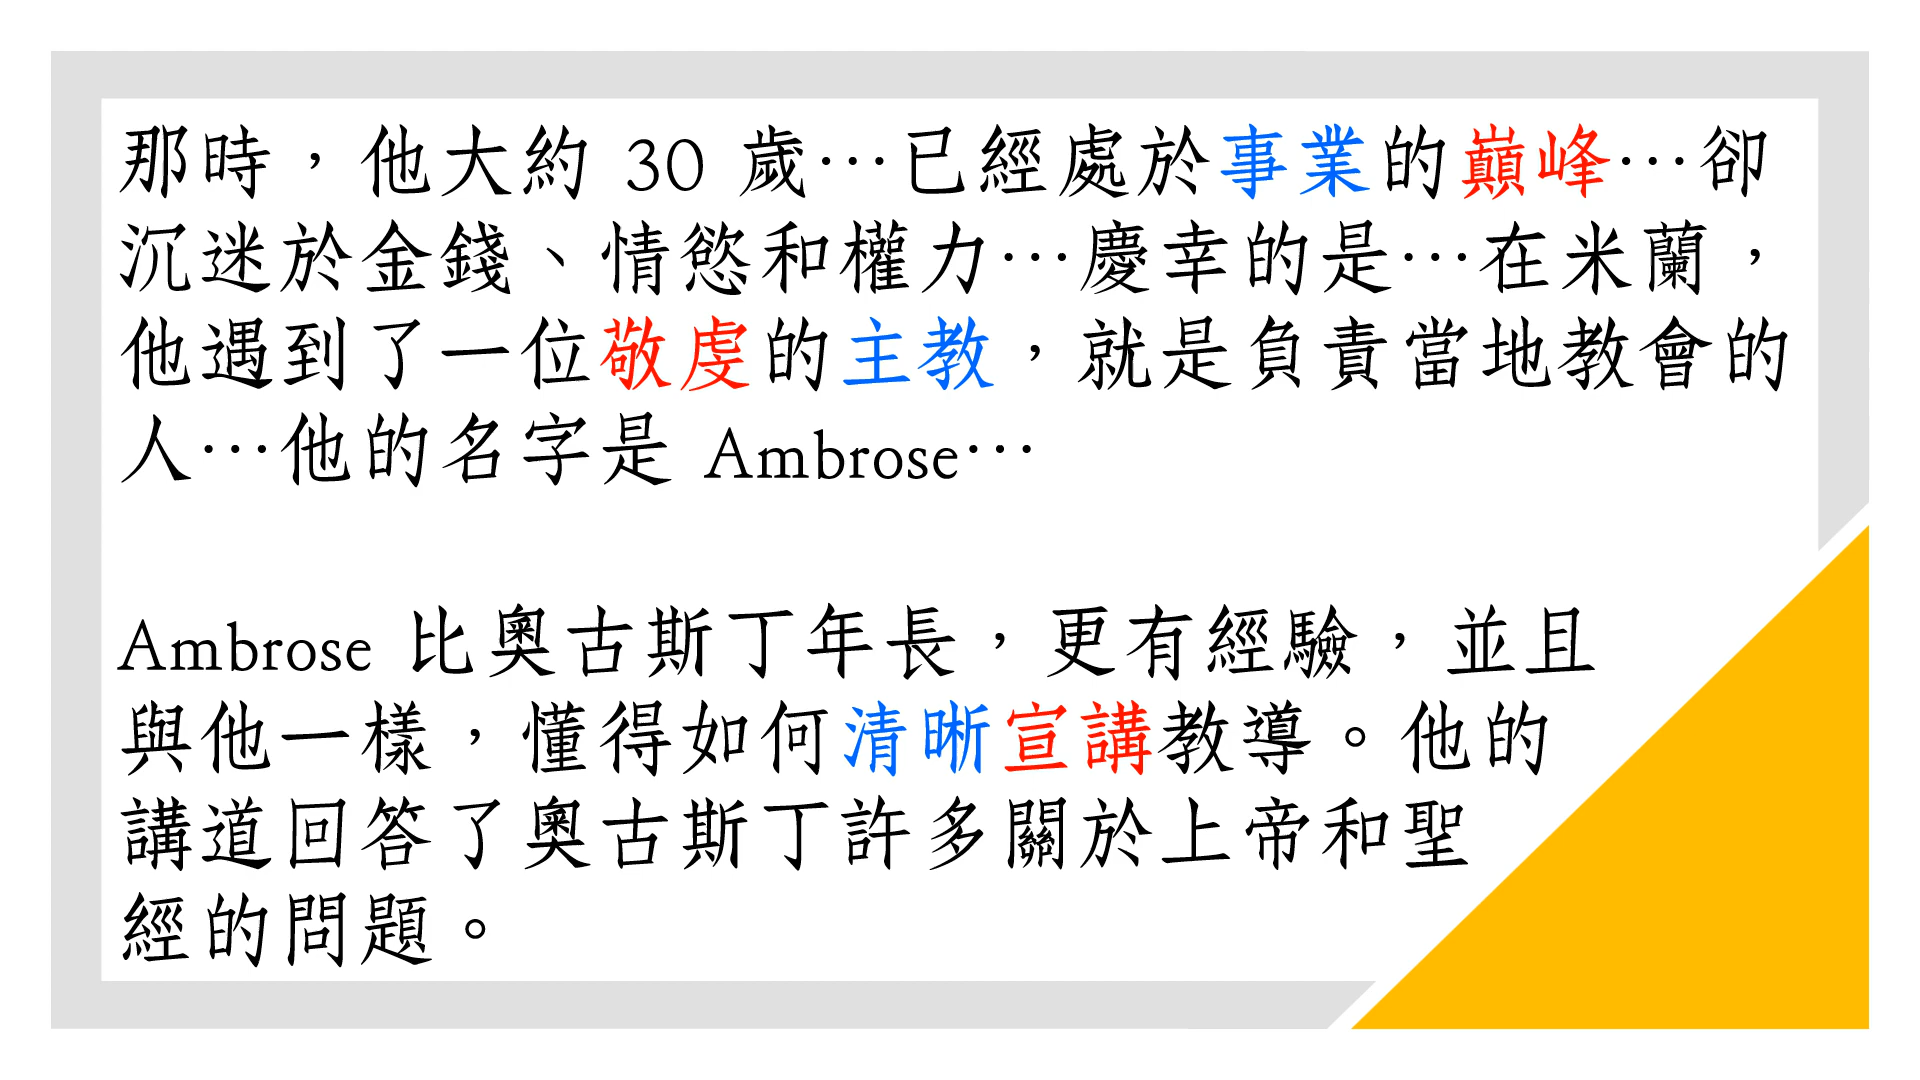 那時，他大約 30 歲…已經處於事業的巔峰…卻
沉迷於金錢、情慾和權力…慶幸的是…在米蘭，
他遇到了一位敬虔的主教，就是負責當地教會的
人…他的名字是 Ambrose…
Ambrose 比奧古斯丁年長，更有經驗，並且
與他一樣，懂得如何清晰宣講教導。他的
講道回答了奧古斯丁許多關於上帝和聖
經的問題。